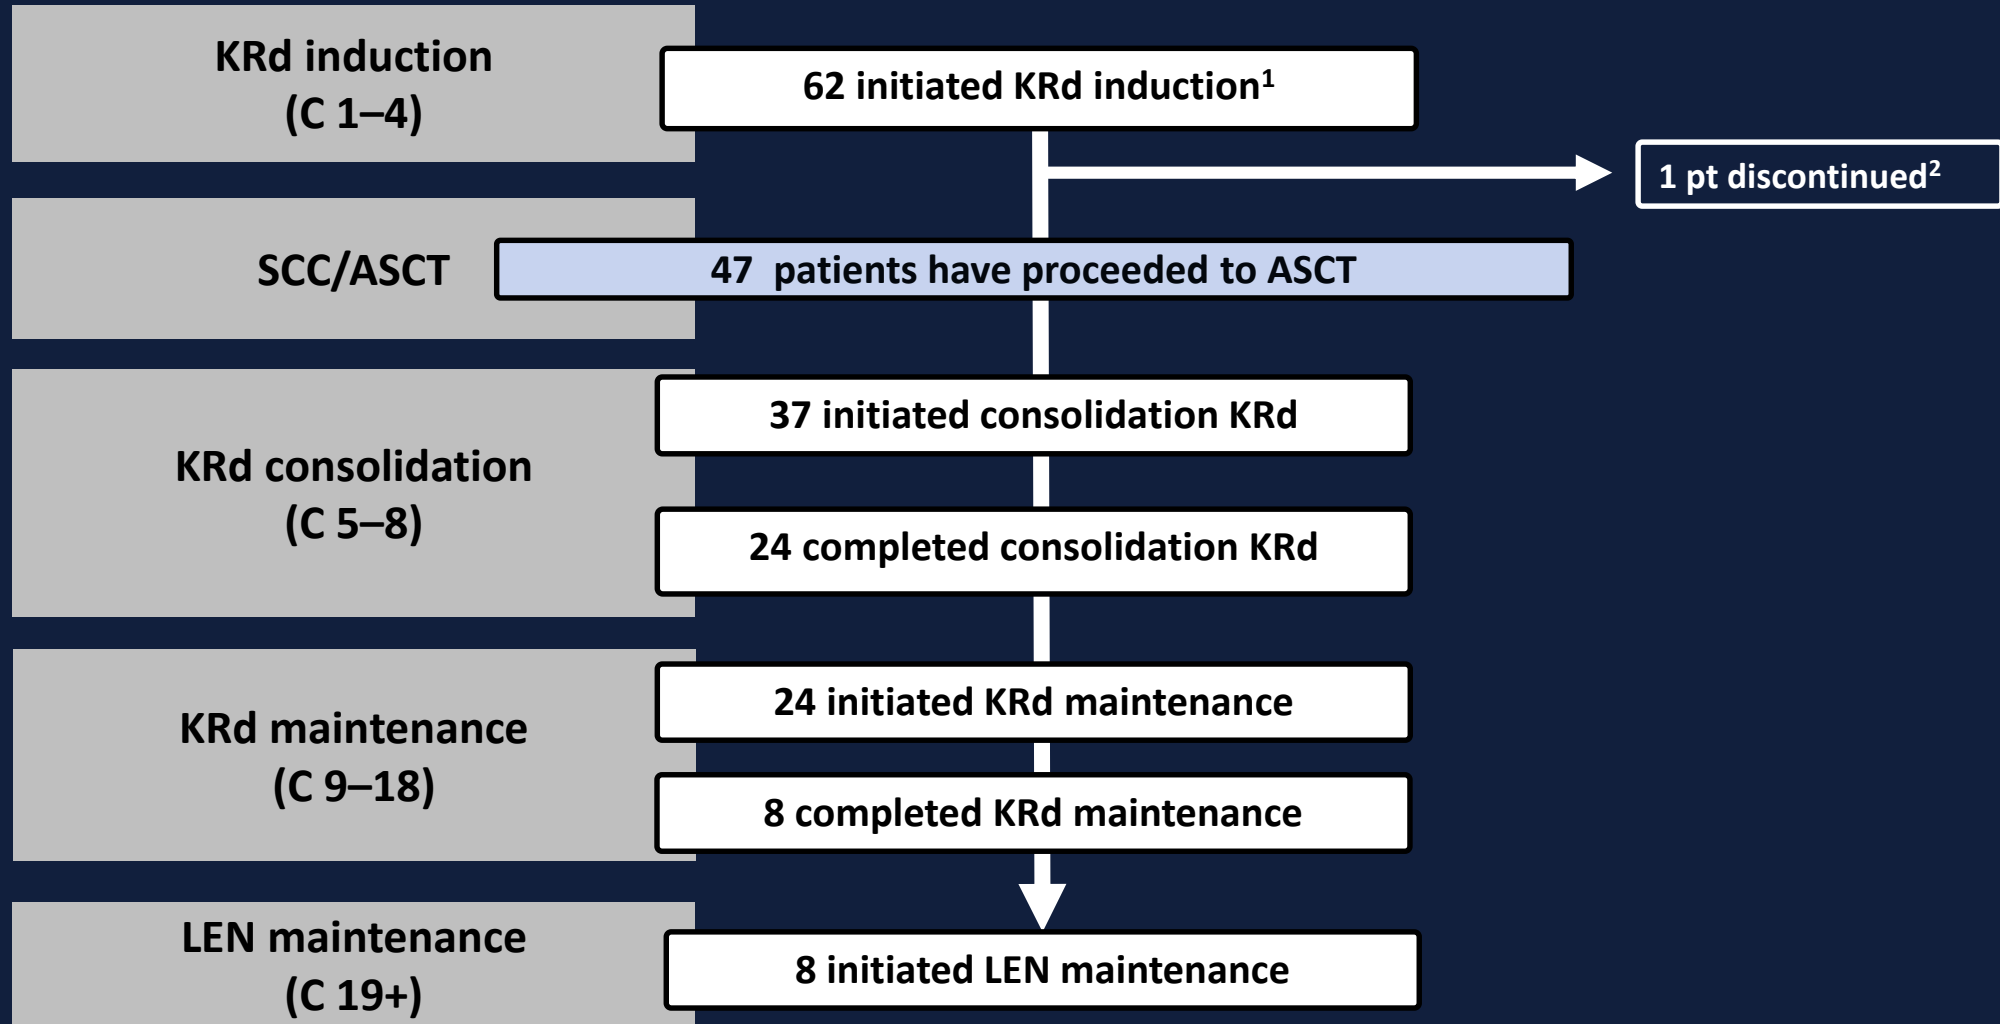 KRd induction
(C 1–4)
62 initiated KRd induction¹
1 pt discontinued²
SCC/ASCT
47 patients have proceeded to ASCT
KRd consolidation
(C 5–8)
37 initiated consolidation KRd
24 completed consolidation KRd
KRd maintenance
(C 9–18)
24 initiated KRd maintenance
8 completed KRd maintenance
LEN maintenance
(C 19+)
8 initiated LEN maintenance